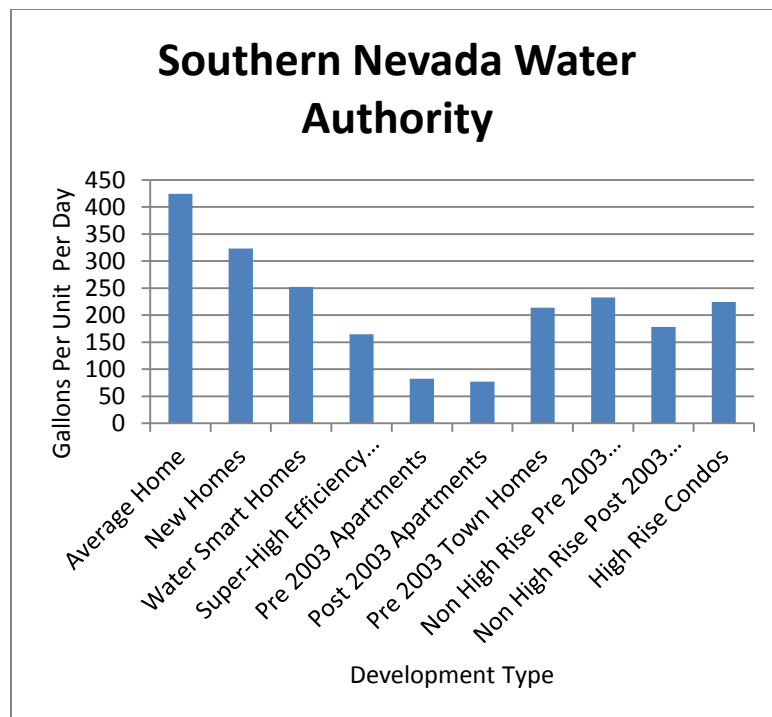 Southern Nevada Water
Authority
Gallons Per Unit Per Day
450
400
350
300
250
200
150
100
50
0
Average Home
New Homes
Water Smart Homes
Super-High Efficiency...
Pre 2003 Apartments
Post 2003 Apartments
Pre 2003 Town Homes
Non High Rise Pre 2003...
Non High Rise Post 2003...
High Rise Condos
Development Type